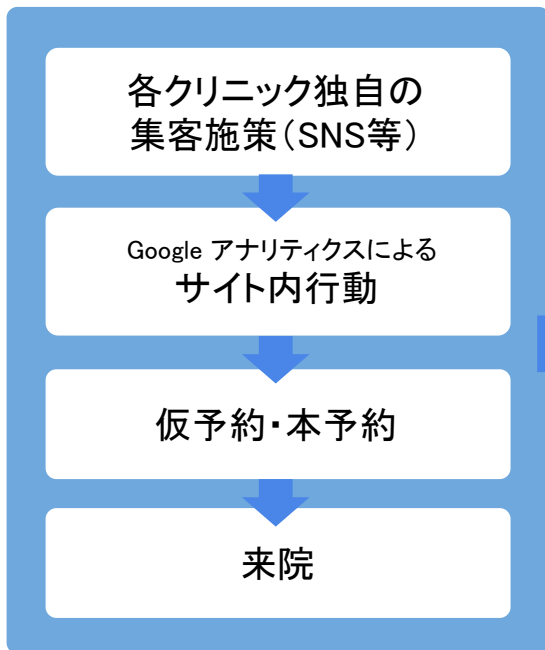 各クリニック独自の
集客施策（SNS等）
Google アナリティクスによる
サイト内行動
仮予約・本予約
来院